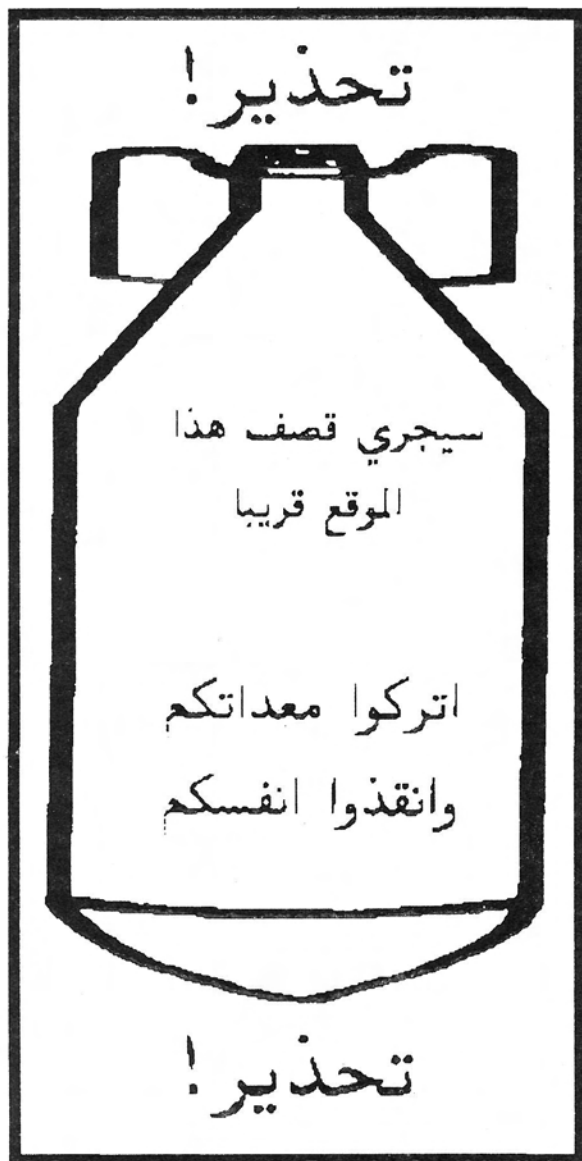 تحذير!
سيجري قصف هذا
الموقع قريبا
اتركوا معداتكم
وانقذوا انفسكم
تحذير!